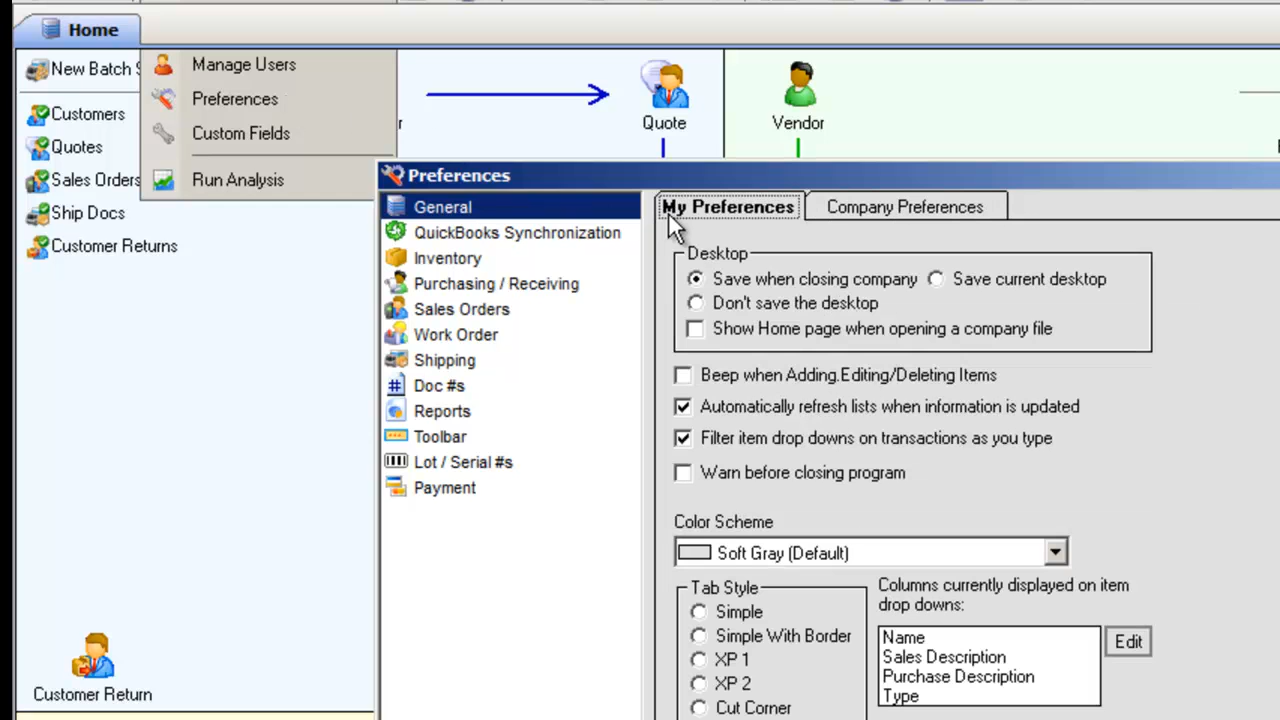 Home
New Batch S
Customers
Quotes
Sales Orders
Ship Docs
Customer Returns
Manage Users
Preferences
Custom Fields
Run Analysis
r
Quote
Vendor
Preferences
General
QuickBooks Synchronization
Inventory
Purchasing / Receiving
Sales Orders
Work Order
Shipping
Doc #s
Reports
Toolbar
Lot / Serial #s
Payment
My Preferences
Company Preferences
Desktop
Save when closing company
Save current desktop
Don't save the desktop
Show Home page when opening a company file
Beep when Adding.Editing/Deleting Items
Automatically refresh lists when information is updated
Filter item drop downs on transactions as you type
Warn before closing program
Color Scheme
Soft Gray (Default)
Tab Style
Simple
Simple With Border
XP 1
XP 2
Cut Corner
Columns currently displayed on item
drop downs:
Name
Sales Description
Purchase Description
Type
Edit
Customer Return